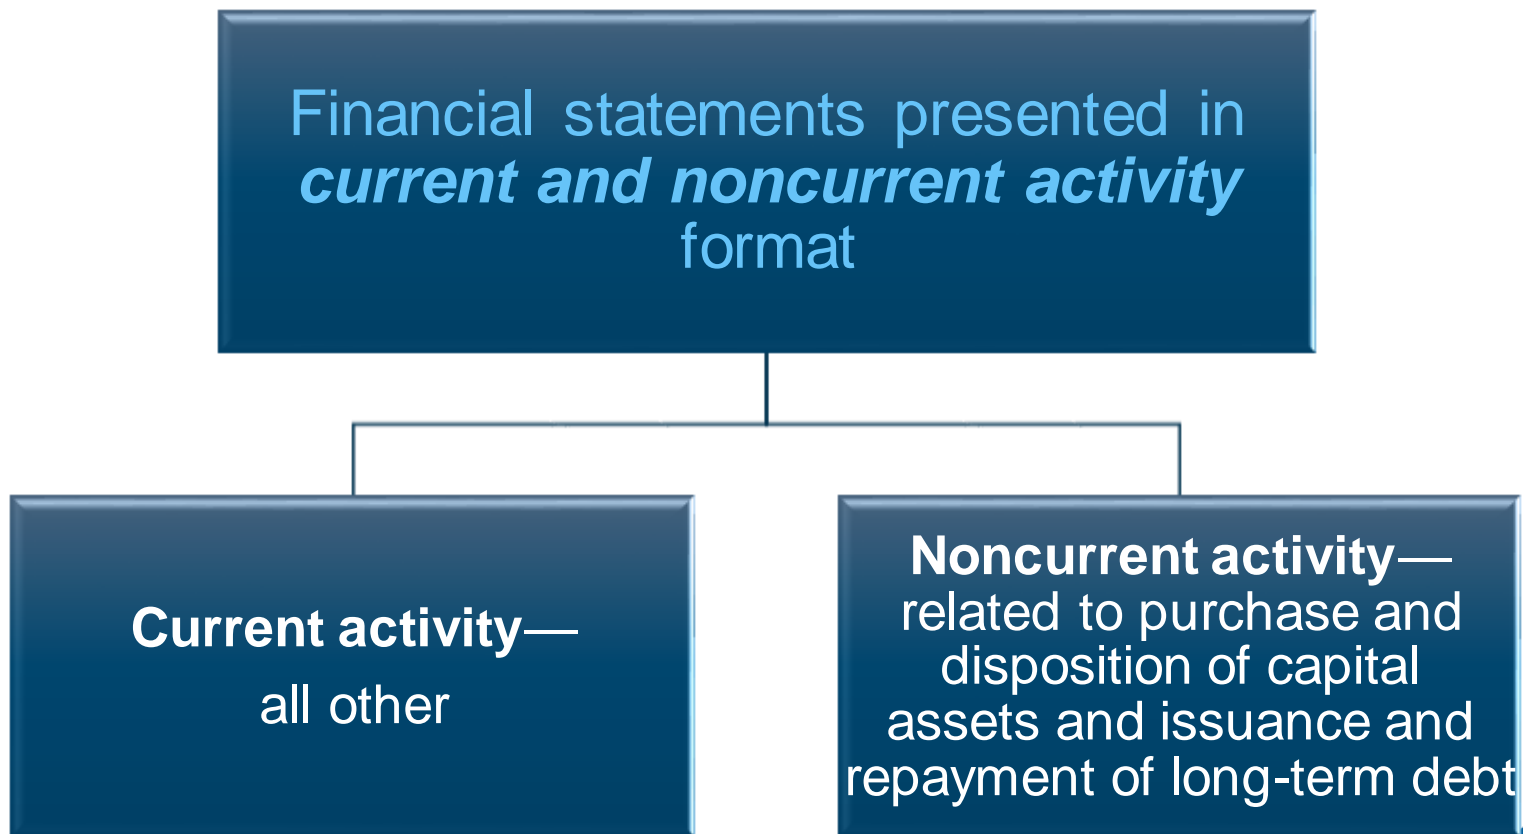 Financial statements presented in
current and noncurrent activity
format
Current activity—
all other
Noncurrent activity—
related to purchase and
disposition of capital
assets and issuance and
repayment of long-term debt